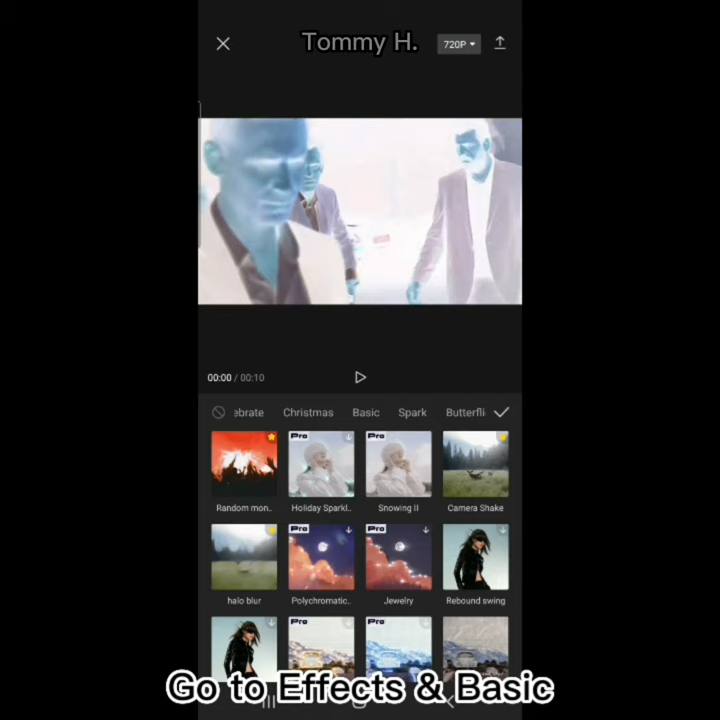 Tommy H.
720P
00:00 / 00:10
ebrate Christmas Basic Spark Butterfli
Pro Pro
Random mon.. Holiday Sparkl.. Snowing II Camera Shake
Pro Pro
halo blur Polychromatic.. Jewelry Rebound swing
Pro Pro
Go to Effects & Basic